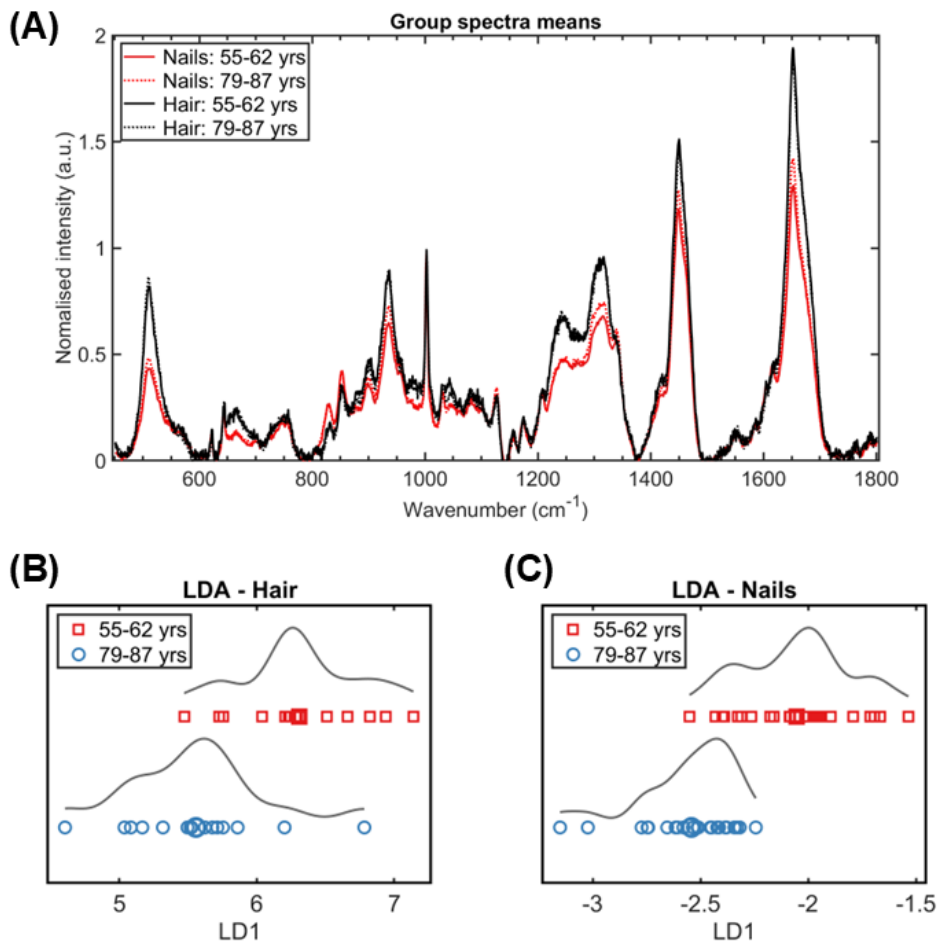 (A)
Group spectra means
2
1.5
1
0.5
0
Nomalised intensity (a.u.)
Nails: 55-62 yrs
Nails: 79-87 yrs
Hair: 55-62 yrs
Hair: 79-87 yrs
600 800 1000 1200 1400 1600 1800
Wavenumber (cm⁻¹)
(B)
LDA - Hair
55-62 yrs
79-87 yrs
5 6 7
LD1
(C)
LDA - Nails
55-62 yrs
79-87 yrs
-3 -2.5 -2 -1.5
LD1